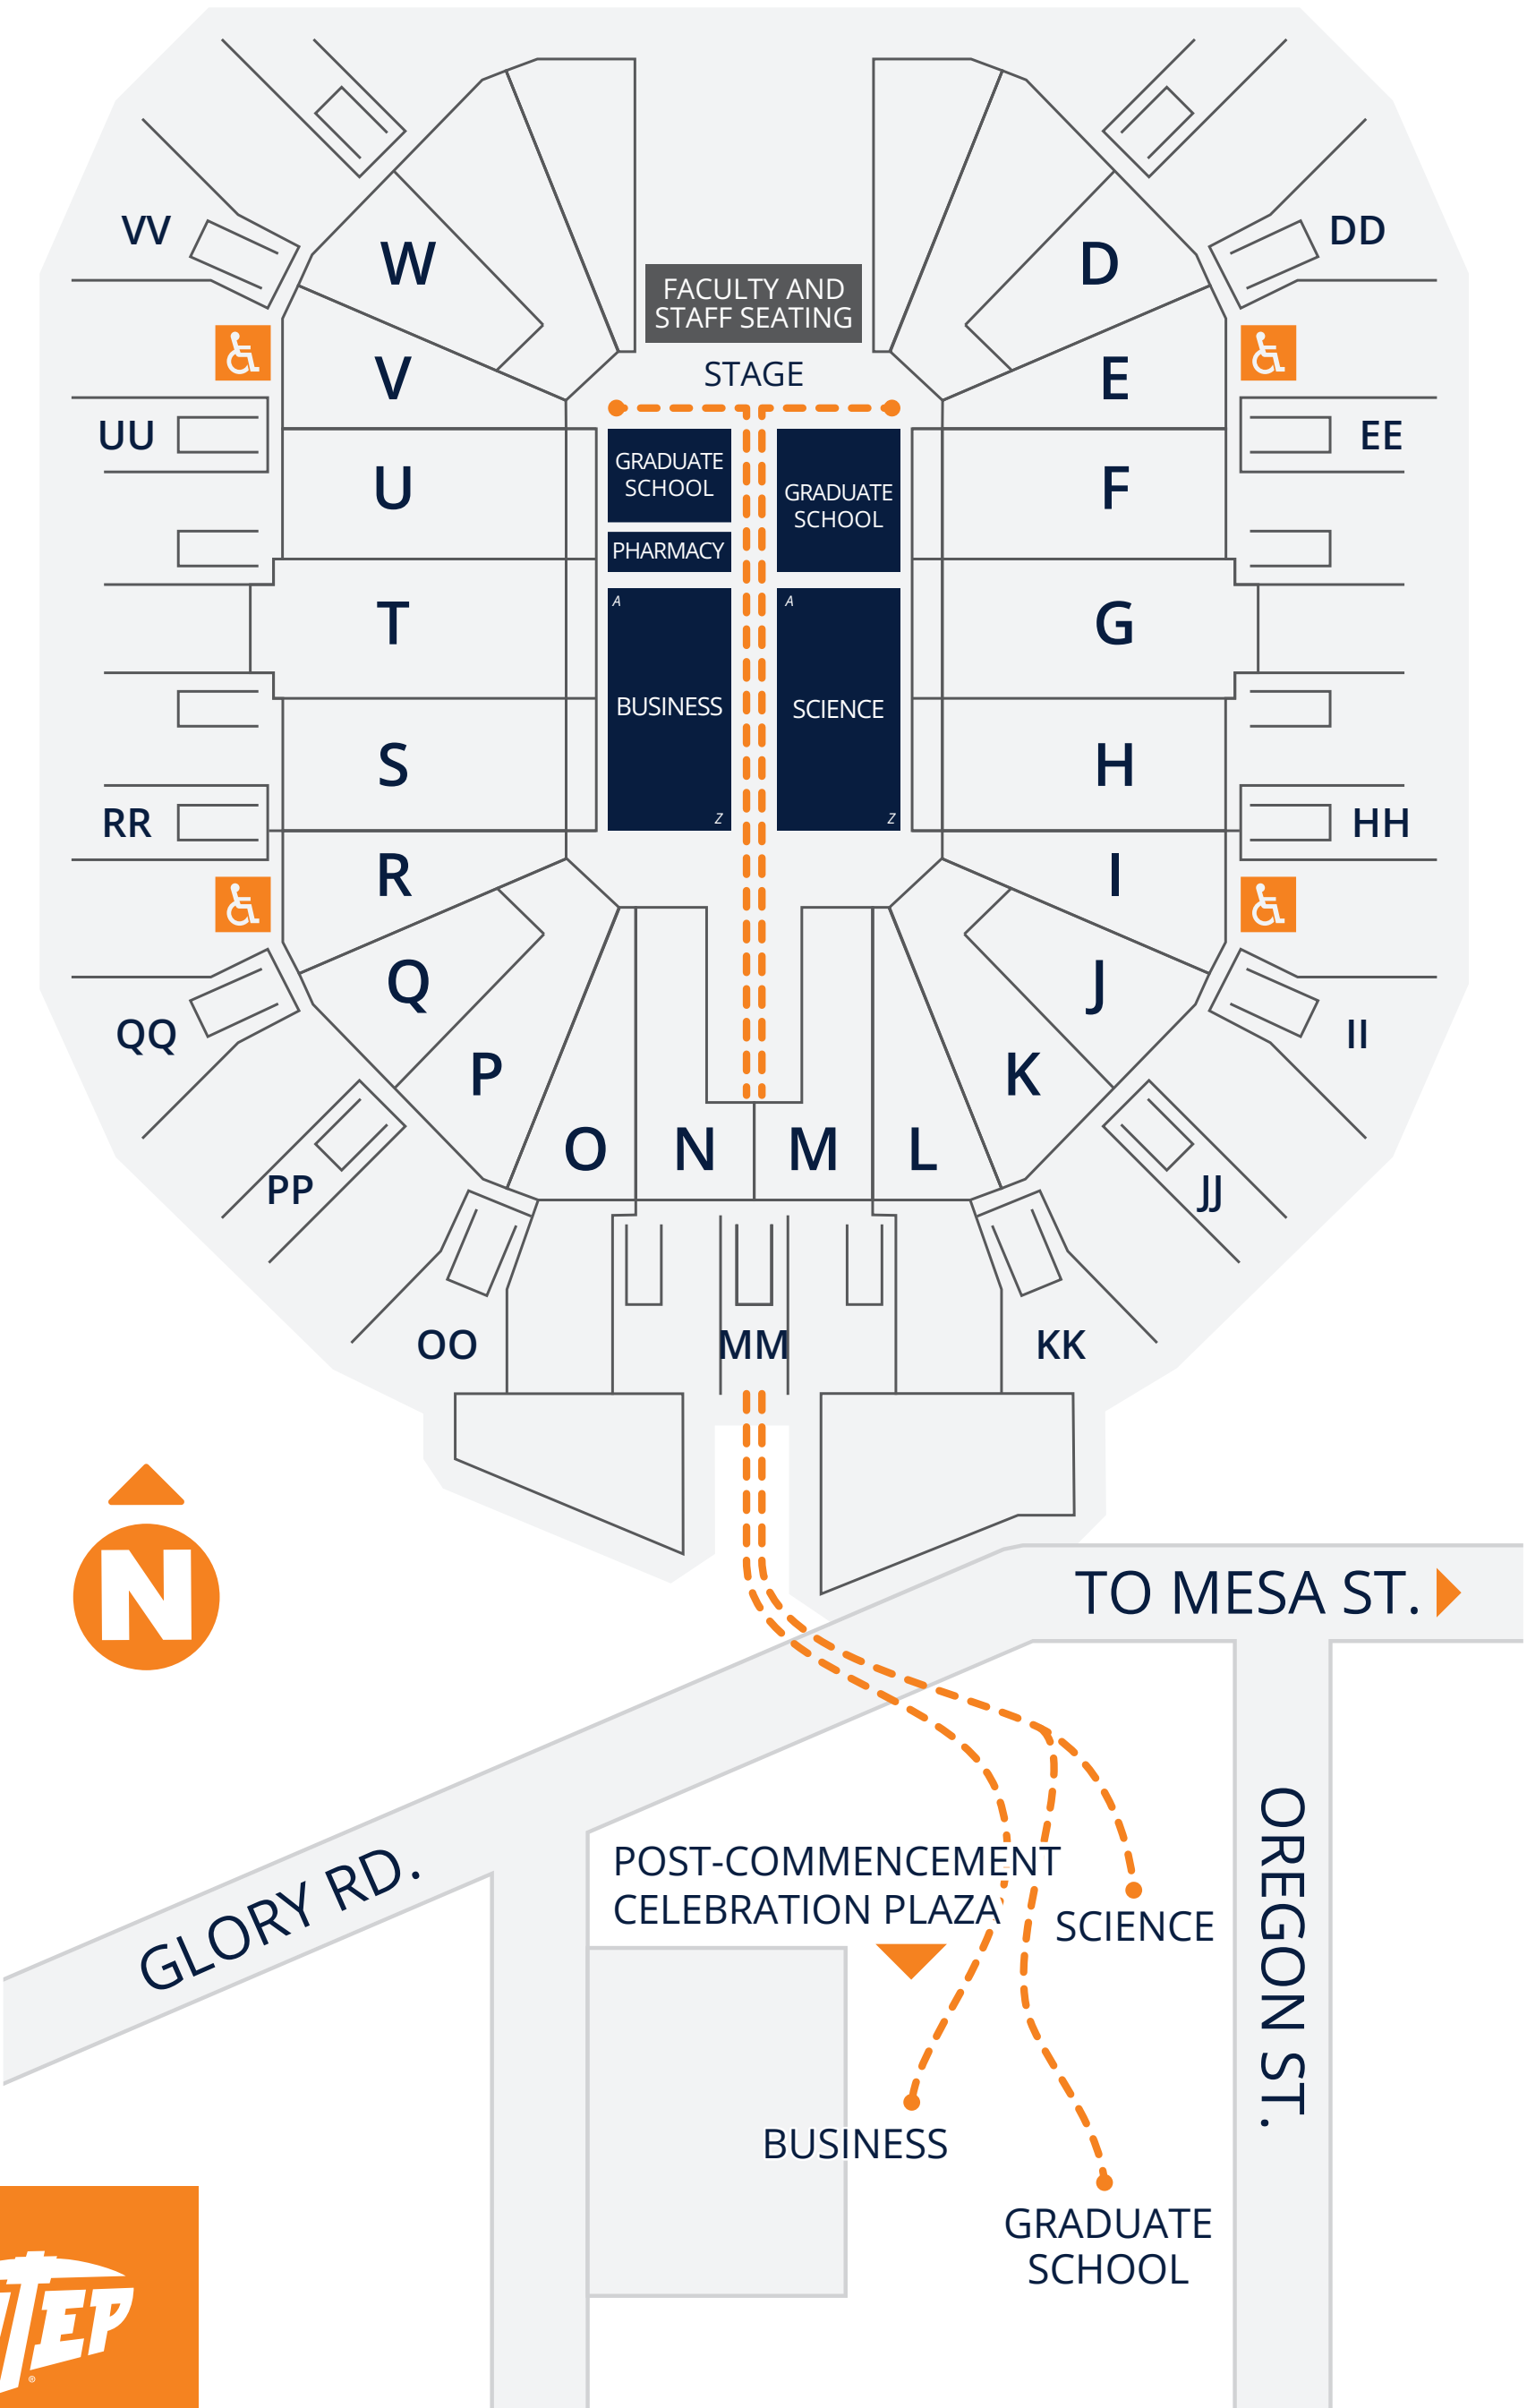 VV
DD
W
D
FACULTY AND
STAFF SEATING
STAGE
V
E
UU
EE
U
F
GRADUATE
SCHOOL
GRADUATE
SCHOOL
PHARMACY
A
A
T
G
BUSINESS
SCIENCE
S
H
Z
Z
RR
HH
R
I
Q
J
QQ
II
P
K
O
N
M
L
PP
JJ
OO
MM
KK
N
TO MESA ST.
GLORY RD.
OREGON ST.
POST-COMMENCEMENT
CELEBRATION PLAZA
SCIENCE
BUSINESS
GRADUATE
SCHOOL
TEP
®